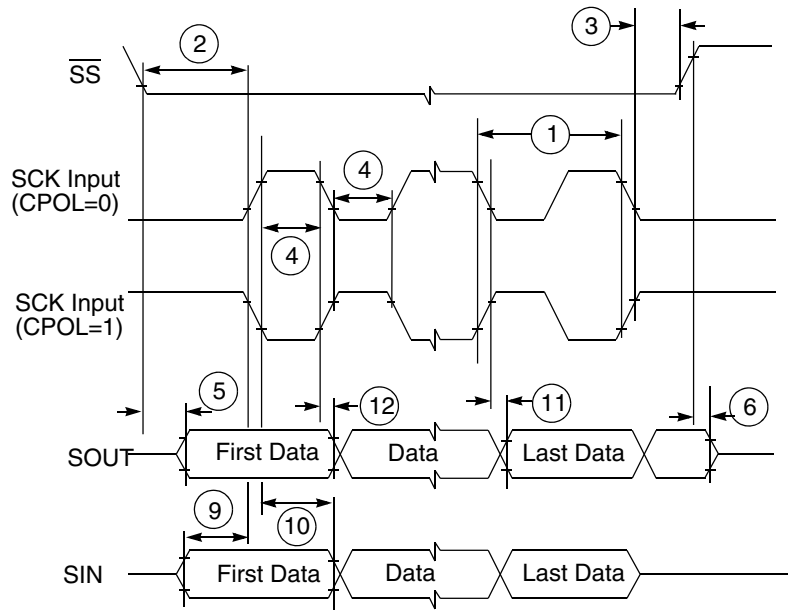 3
2
S̅S̅
1
SCK Input
(CPOL=0)
4
4
SCK Input
(CPOL=1)
5
12
11
6
SOUT
First Data
Data
Last Data
9
10
SIN
First Data
Data
Last Data